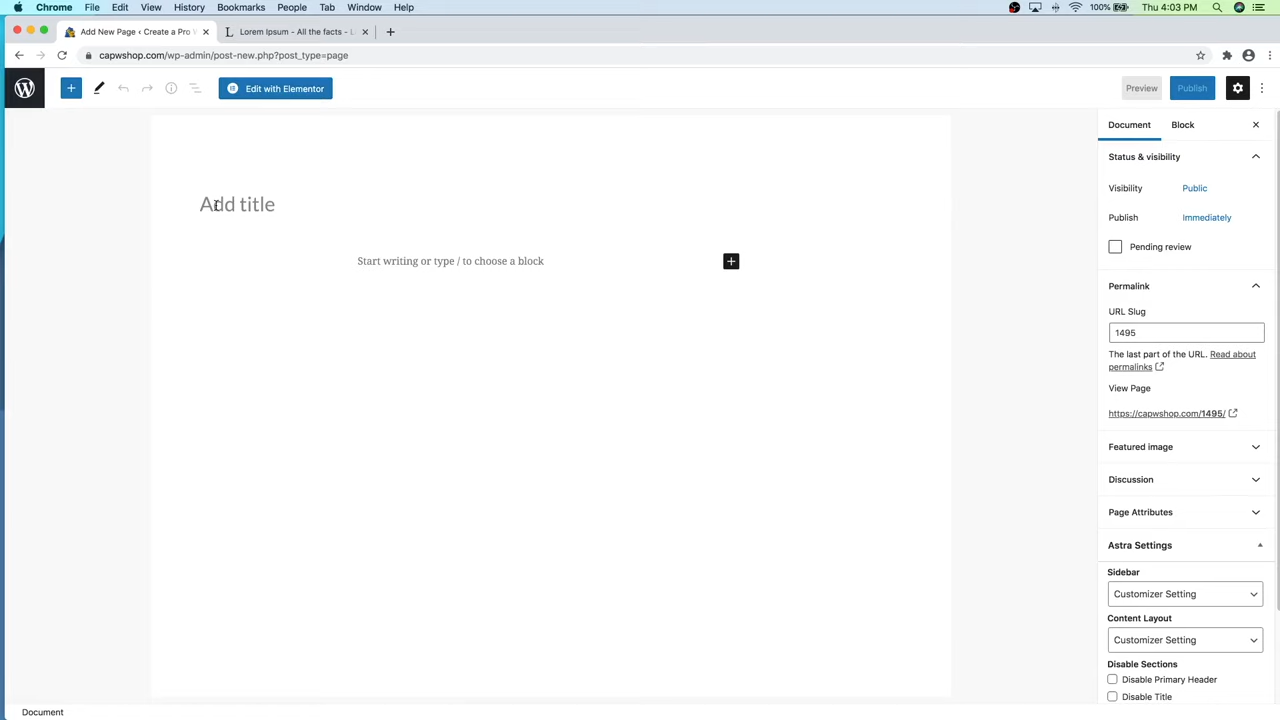 Chrome File Edit View History Bookmarks People Tab Window Help 100% Thu 4:03 PM
Add New Page ‹ Create a Pro Lorem Ipsum - All the facts - L
capwshop.com/wp-admin/post-new.php?post_type=page
Edit with Elementor Preview Publish
Document Block
Status & visibility
Visibility Public
Publish Immediately
Pending review
Add title
Start writing or type / to choose a block
Permalink
URL Slug
1495
The last part of the URL. Read about
permalinks
View Page
https://capwshop.com/1495/
Featured image
Discussion
Page Attributes
Astra Settings
Sidebar
Customizer Setting
Content Layout
Customizer Setting
Disable Sections
Disable Primary Header
Disable Title
Document